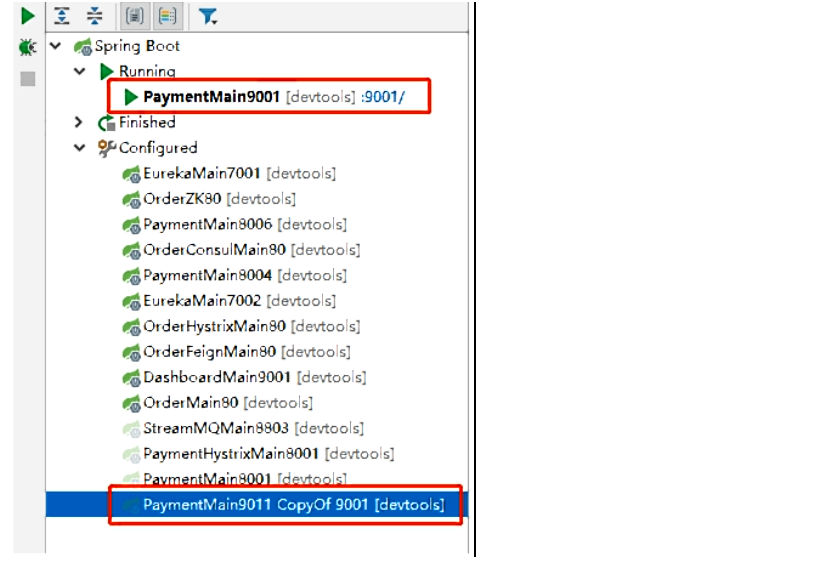 Spring Boot
Running
PaymentMain9001 [devtools] :9001/
Finished
Configured
EurekaMain7001 [devtools]
OrderZK80 [devtools]
PaymentMain8006 [devtools]
OrderConsulMain80 [devtools]
PaymentMain8004 [devtools]
EurekaMain7002 [devtools]
OrderHystrixMain80 [devtools]
OrderFeignMain80 [devtools]
DashboardMain9001 [devtools]
OrderMain80 [devtools]
StreamMQMain8803 [devtools]
PaymentHystrixMain8001 [devtools]
PaymentMain8001 [devtools]
PaymentMain9011 CopyOf 9001 [devtools]